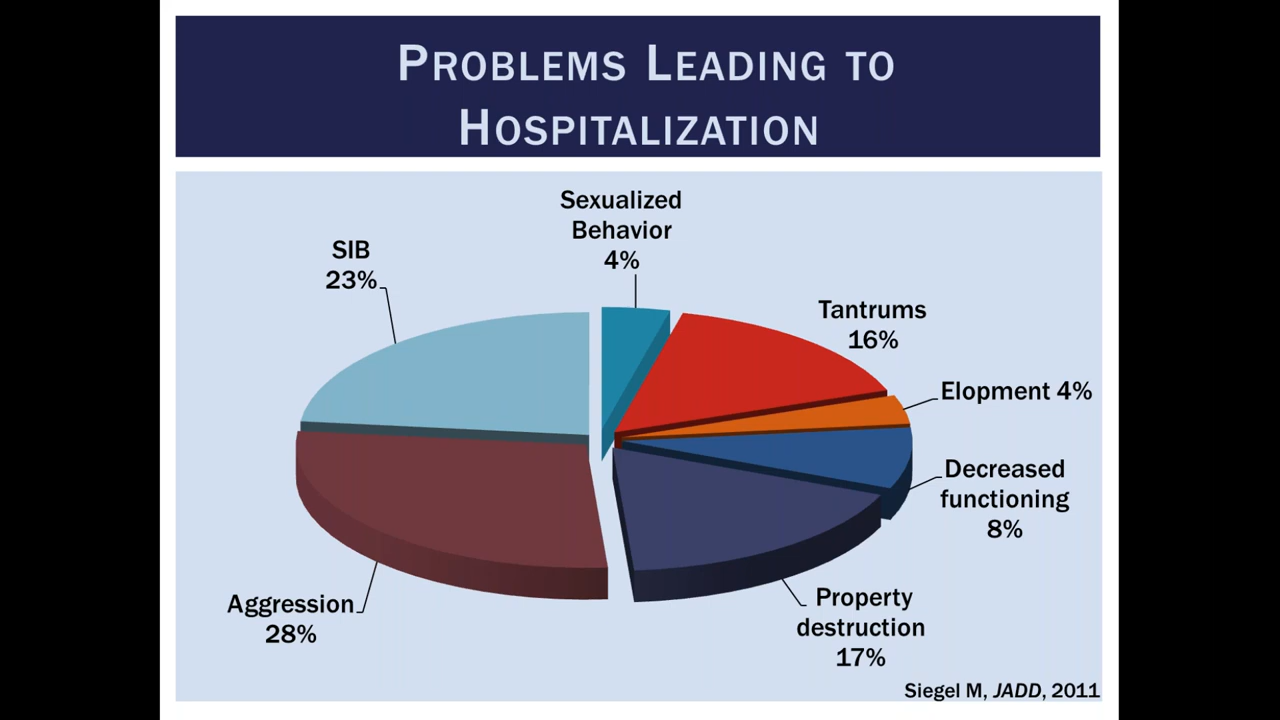 PROBLEMS LEADING TO
HOSPITALIZATION
Sexualized
Behavior
4%
SIB
23%
Tantrums
16%
Elopment 4%
Decreased
functioning
8%
Property
destruction
17%
Aggression
28%
Siegel M, JADD, 2011